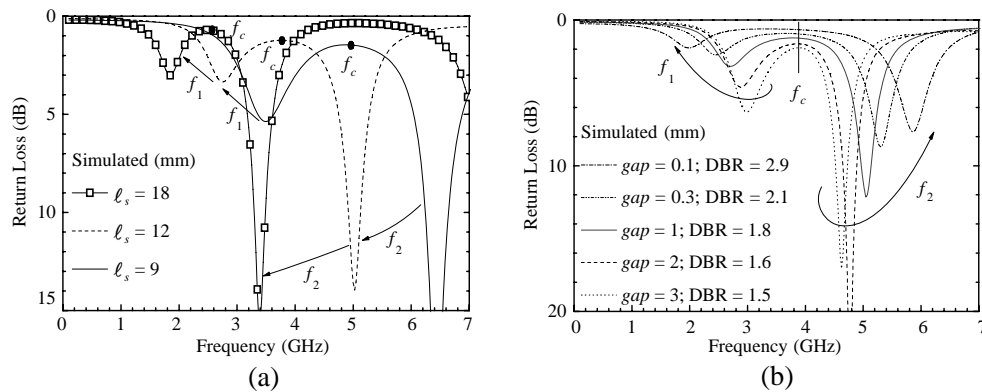 0
5
10
15
Return Loss (dB)
f_c
f_c
f_c
f_1
f_1
Simulated (mm)
ℓ_s = 18
ℓ_s = 12
ℓ_s = 9
f_2
f_2
0 1 2 3 4 5 6 7
Frequency (GHz)
(a)
0
10
20
Return Loss (dB)
f_1
f_c
Simulated (mm)
gap = 0.1; DBR = 2.9
gap = 0.3; DBR = 2.1
gap = 1; DBR = 1.8
gap = 2; DBR = 1.6
gap = 3; DBR = 1.5
f_2
0 1 2 3 4 5 6 7
Frequency (GHz)
(b)